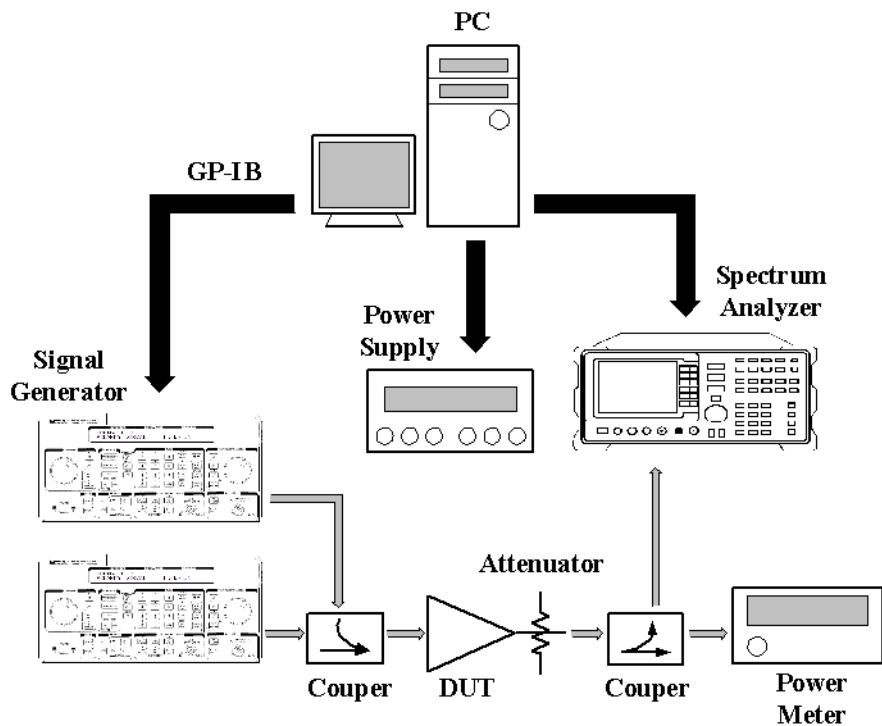 PC
GP-IB
Spectrum
Analyzer
Power
Supply
Signal
Generator
Attenuator
Couper
DUT
Couper
Power
Meter